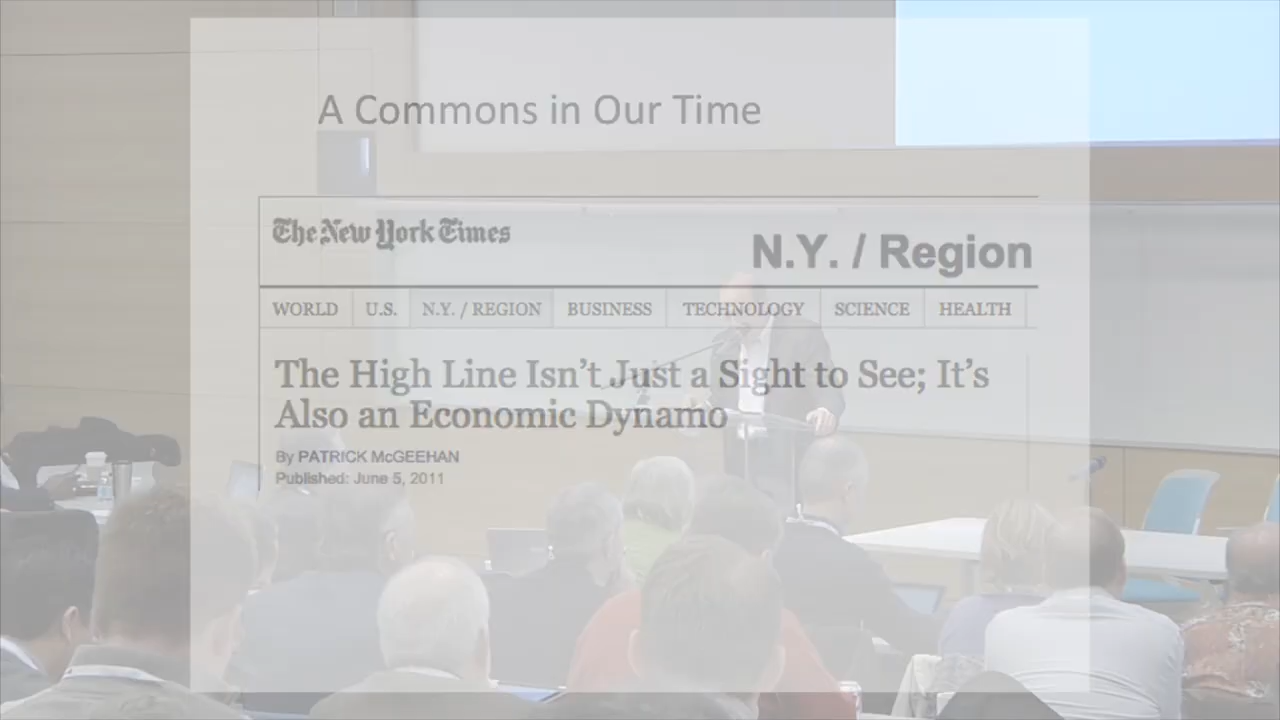 A Commons in Our Time
The New York Times
N.Y. / Region
WORLD U.S. N.Y. / REGION BUSINESS TECHNOLOGY SCIENCE HEALTH
The High Line Isn't Just a Sight to See; It's
Also an Economic Dynamo
By PATRICK McGEEHAN
Published: June 5, 2011